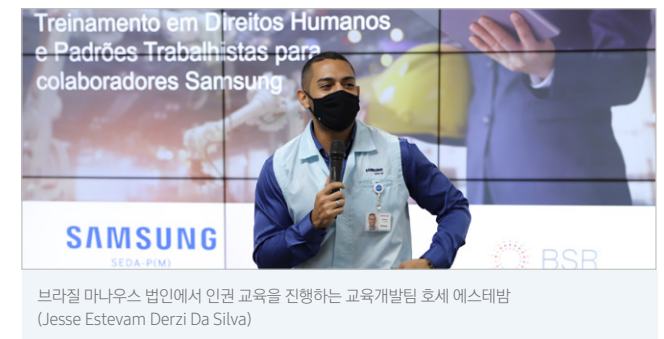 Treinamento em Direitos Humanos
e Padrões Trabalhistas para
colaboradores Samsung
SAMSUNG
SEDA-P(M)
BSR
브라질 마나우스 법인에서 인권 교육을 진행하는 교육개발팀 호세 에스테밤
(Jesse Estevam Derzi Da Silva)